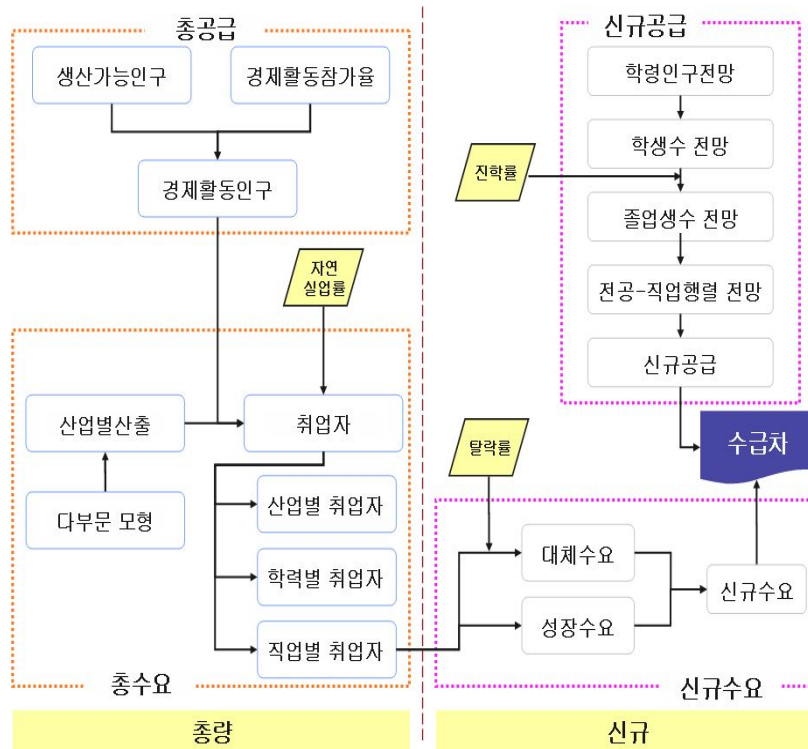 총공급
생산가능인구
경제활동참가율
경제활동인구
자연
실업률
산업별산출
취업자
다부문 모형
산업별 취업자
학력별 취업자
직업별 취업자
총수요
총량
신규공급
학령인구전망
학생수 전망
진학률
졸업생수 전망
전공-직업행렬 전망
신규공급
탈락률
수급차
대체수요
성장수요
신규수요
신규수요
신규